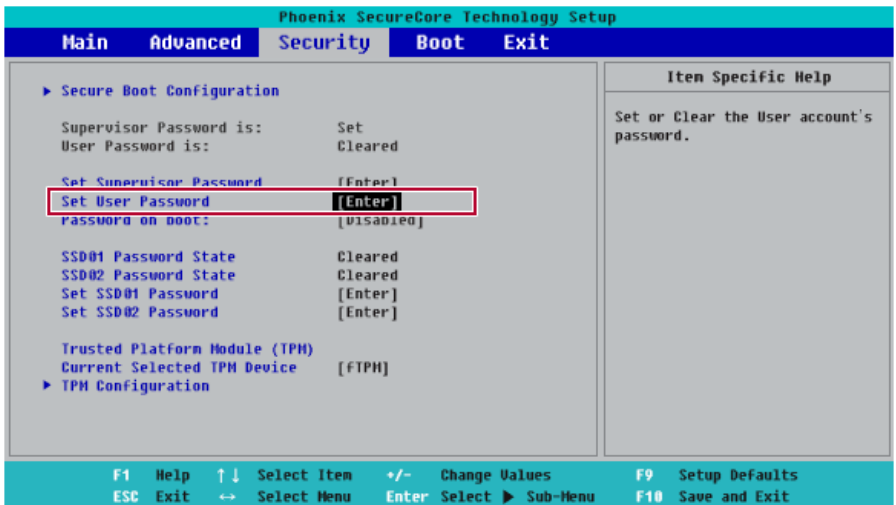 Phoenix SecureCore Technology Setup
Main Advanced Security Boot Exit
Item Specific Help
▶ Secure Boot Configuration
Set or Clear the User account's
password.
Supervisor Password is: Set
User Password is: Cleared
Set Supervisor Password [Enter]
Set User Password [Enter]
Password on boot: [Disabled]
SSD01 Password State Cleared
SSD02 Password State Cleared
Set SSD01 Password [Enter]
Set SSD02 Password [Enter]
Trusted Platform Module (TPM)
Current Selected TPM Device [fTPM]
▶ TPM Configuration
F1 Help ↑↓ Select Item +/- Change Values F9 Setup Defaults
ESC Exit ↔ Select Menu Enter Select ▶ Sub-Menu F10 Save and Exit